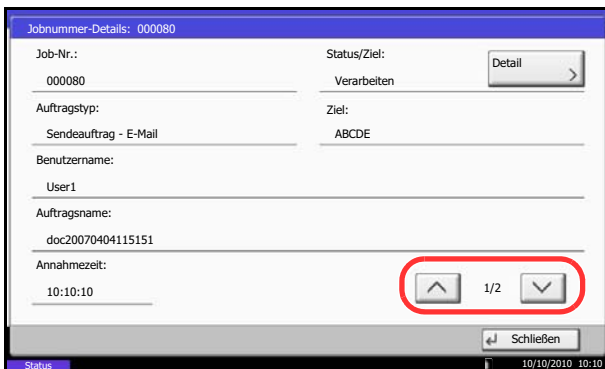 Jobnummer-Details: 000080
Job-Nr.:
000080
Status/Ziel:
Verarbeiten
Detail
Auftragstyp:
Sendeauftrag - E-Mail
Ziel:
ABCDE
Benutzername:
User1
Auftragsname:
doc20070404115151
Annahmezeit:
10:10:10
1/2
Schließen
Status
10/10/2010 10:10